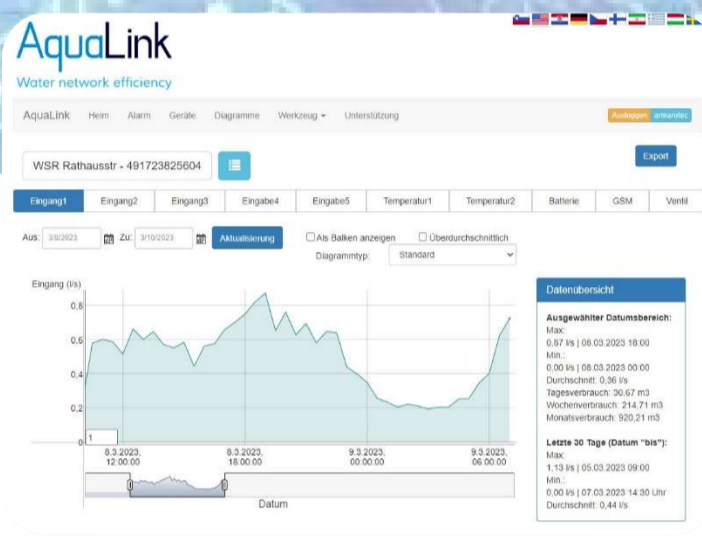 AquaLink
Water network efficiency
AquaLink Heim Alarm Geräte Diagramme Werkzeug Unterstützung Ausloggen armarotec
WSR Rathausstr - 491723825604
Export
Eingang1 Eingang2 Eingang3 Eingabe4 Eingabe5 Temperatur1 Temperatur2 Batterie GSM Ventil
Aus: 3/8/2023 Zu: 3/10/2023 Aktualisierung Als Balken anzeigen Überdurchschnittlich
Diagrammtyp: Standard
Eingang (l/s)
0,8
0,6
0,4
0,2
0
1
8.3.2023. 8.3.2023. 9.3.2023. 9.3.2023.
12:00:00 18:00:00 00:00:00 06:00:00
Datum
Datenübersicht
Ausgewählter Datumsbereich:
Max:
0,87 l/s | 08.03.2023 18:00
Min.:
0,00 l/s | 08.03.2023 00:00
Durchschnitt: 0,36 l/s
Tagesverbrauch: 30,67 m3
Wochenverbrauch: 214,71 m3
Monatsverbrauch: 920,21 m3
Letzte 30 Tage (Datum "bis"):
Max:
1,13 l/s | 05.03.2023 09:00
Min.:
0,00 l/s | 07.03.2023 14:30 Uhr
Durchschnitt: 0,44 l/s